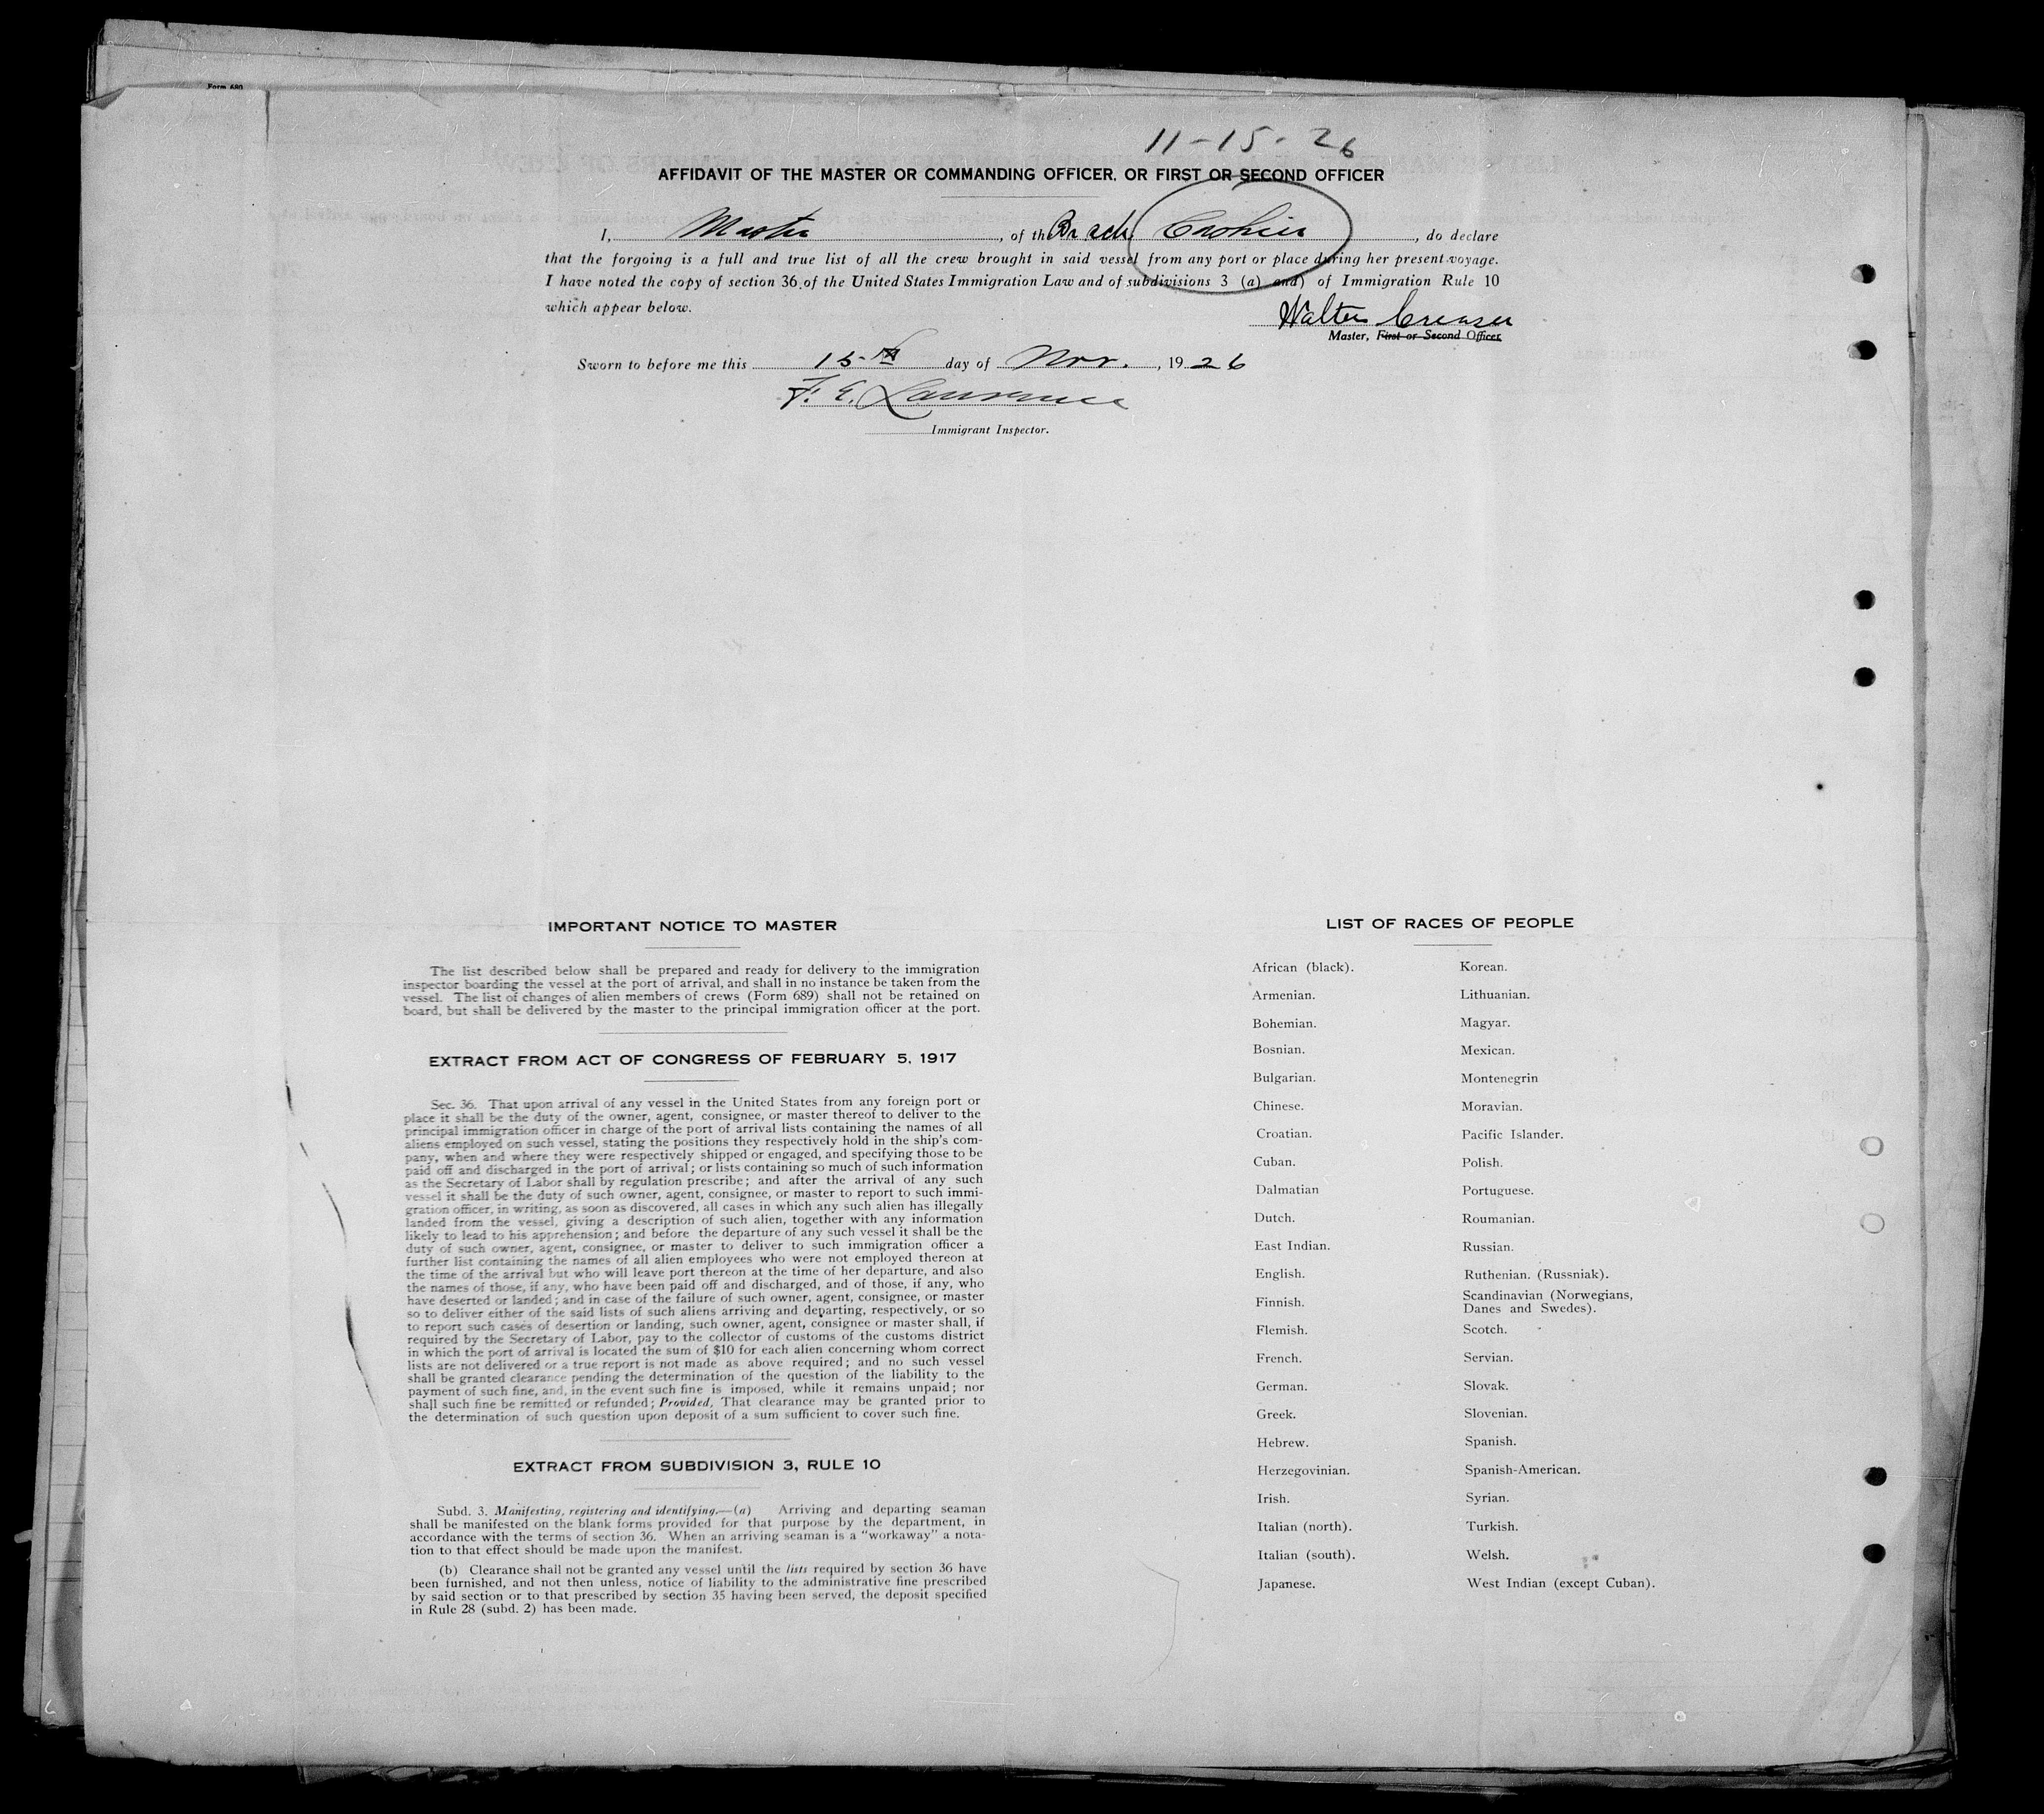 Form 689
11-15-26
AFFIDAVIT OF THE MASTER OR COMMANDING OFFICER, OR FIRST OR SECOND OFFICER
I, Master, of the Br sch, do declare
that the forgoing is a full and true list of all the crew brought in said vessel from any port or place during her present voyage.
I have noted the copy of section 36 of the United States Immigration Law and of subdivisions 3 (a) and) of Immigration Rule 10
which appear below.
Walter Creaser
Master, First or Second Officer
Sworn to before me this 15th day of Nov., 1926
F. E. Lawrence
Immigrant Inspector.
IMPORTANT NOTICE TO MASTER
The list described below shall be prepared and ready for delivery to the immigration
inspector boarding the vessel at the port of arrival, and shall in no instance be taken from the
vessel. The list of changes of alien members of crews (Form 689) shall not be retained on
board, but shall be delivered by the master to the principal immigration officer at the port.
EXTRACT FROM ACT OF CONGRESS OF FEBRUARY 5, 1917
Sec. 36. That upon arrival of any vessel in the United States from any foreign port or
place it shall be the duty of the owner, agent, consignee, or master thereof to deliver to the
principal immigration officer in charge of the port of arrival lists containing the names of all
aliens employed on such vessel, stating the positions they respectively hold in the ship's com-
pany, when and where they were respectively shipped or engaged, and specifying those to be
paid off and discharged in the port of arrival; or lists containing so much of such information
as the Secretary of Labor shall by regulation prescribe; and after the arrival of any such
vessel it shall be the duty of such owner, agent, consignee, or master to report to such immi-
gration officer, in writing, as soon as discovered, all cases in which any such alien has illegally
landed from the vessel, giving a description of such alien, together with any information
likely to lead to his apprehension; and before the departure of any such vessel it shall be the
duty of such owner, agent, consignee, or master to deliver to such immigration officer a
further list containing the names of all alien employees who were not employed thereon at
the time of the arrival but who will leave port thereon at the time of her departure, and also
the names of those, if any, who have been paid off and discharged, and of those, if any, who
have deserted or landed; and in case of the failure of such owner, agent, consignee, or master
so to deliver either of the said lists of such aliens arriving and departing, respectively, or so
to report such cases of desertion or landing, such owner, agent, consignee or master shall, if
required by the Secretary of Labor, pay to the collector of customs of the customs district
in which the port of arrival is located the sum of $10 for each alien concerning whom correct
lists are not delivered or a true report is not made as above required; and no such vessel
shall be granted clearance pending the determination of the question of the liability to the
payment of such fine, and, in the event such fine is imposed, while it remains unpaid; nor
shall such fine be remitted or refunded; Provided, That clearance may be granted prior to
the determination of such question upon deposit of a sum sufficient to cover such fine.
EXTRACT FROM SUBDIVISION 3, RULE 10
Subd. 3. Manifesting, registering and identifying.—(a) Arriving and departing seaman
shall be manifested on the blank forms provided for that purpose by the department, in
accordance with the terms of section 36. When an arriving seaman is a "workaway" a nota-
tion to that effect should be made upon the manifest.
(b) Clearance shall not be granted any vessel until the lists required by section 36 have
been furnished, and not then unless, notice of liability to the administrative fine prescribed
by said section or to that prescribed by section 35 having been served, the deposit specified
in Rule 28 (subd. 2) has been made.
LIST OF RACES OF PEOPLE
African (black).
Armenian.
Bohemian.
Bosnian.
Bulgarian.
Chinese.
Croatian.
Cuban.
Dalmatian
Dutch.
East Indian.
English.
Finnish.
Flemish.
French.
German.
Greek.
Hebrew.
Herzegovinian.
Irish.
Italian (north).
Italian (south).
Japanese.
Korean.
Lithuanian.
Magyar.
Mexican.
Montenegrin
Moravian.
Pacific Islander.
Polish.
Portuguese.
Roumanian.
Russian.
Ruthenian. (Russniak).
Scandinavian (Norwegians,
Danes and Swedes).
Scotch.
Servian.
Slovak.
Slovenian.
Spanish.
Spanish-American.
Syrian.
Turkish.
Welsh.
West Indian (except Cuban).